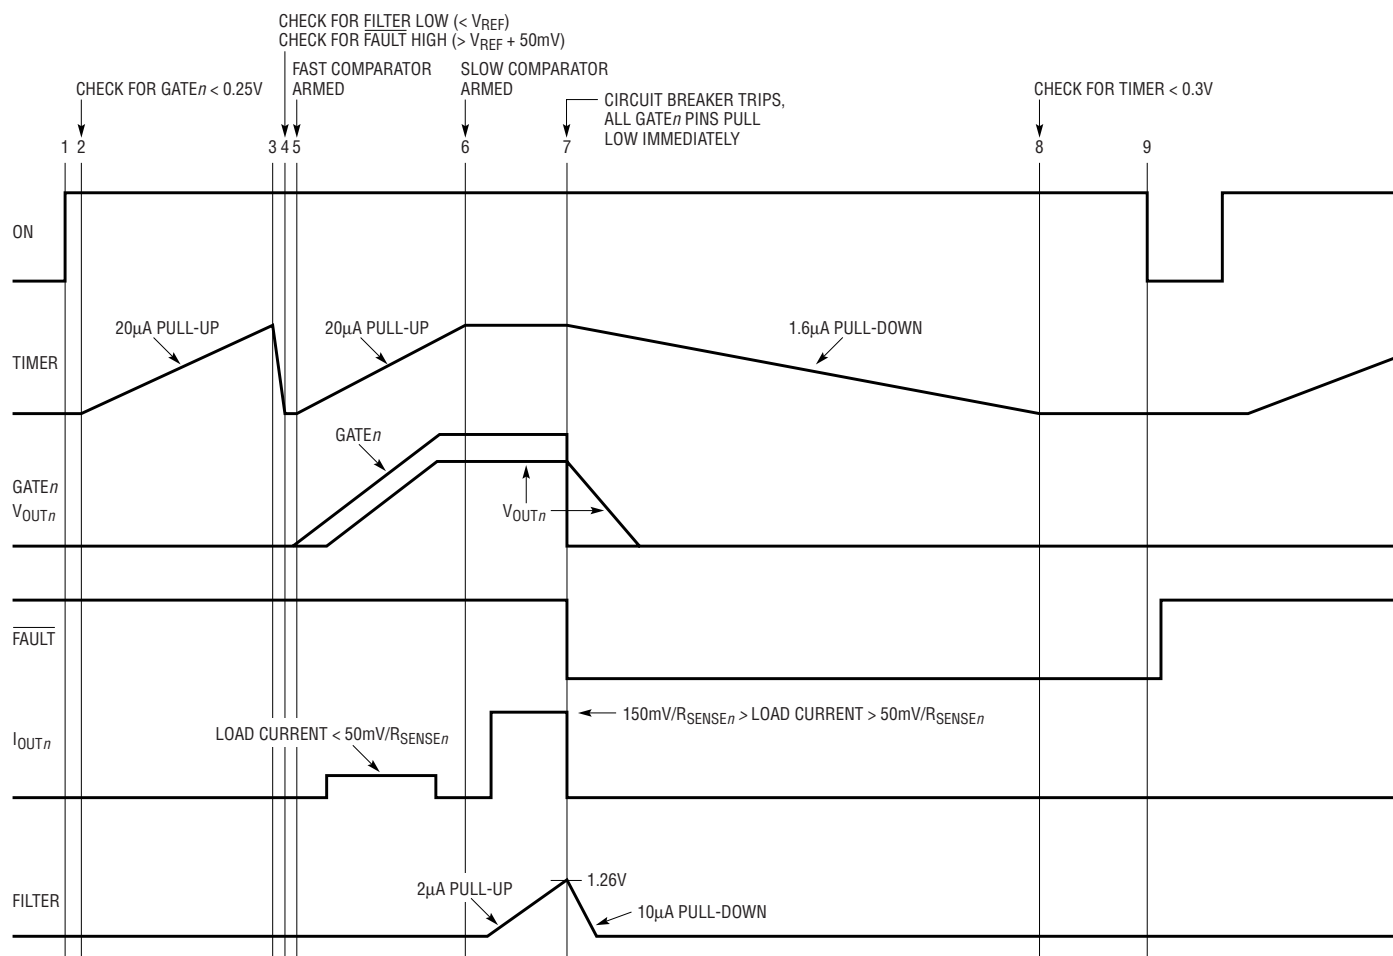 CHECK FOR FILTER LOW (< VREF)
CHECK FOR FAULT HIGH (> VREF + 50mV)
FAST COMPARATOR
ARMED
SLOW COMPARATOR
ARMED
CHECK FOR GATEn < 0.25V
CIRCUIT BREAKER TRIPS,
ALL GATEn PINS PULL
LOW IMMEDIATELY
CHECK FOR TIMER < 0.3V
1 2 3 4 5 6 7 8 9
ON
20µA PULL-UP
20µA PULL-UP
1.6µA PULL-DOWN
TIMER
GATEn
GATEn
VOUTn
VOUTn
FAULT
150mV/RSENSEn > LOAD CURRENT > 50mV/RSENSEn
LOAD CURRENT < 50mV/RSENSEn
IOUTn
2µA PULL-UP
1.26V
FILTER
10µA PULL-DOWN